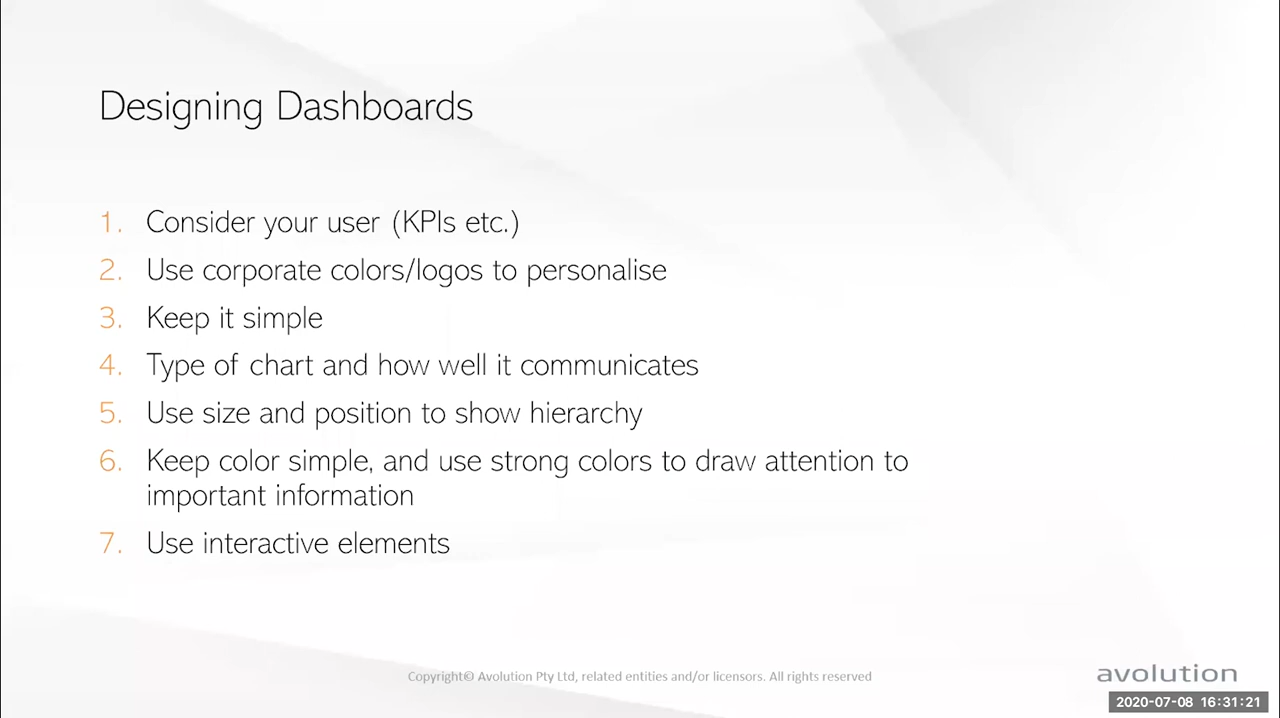 Designing Dashboards
1. Consider your user (KPIs etc.)
2. Use corporate colors/logos to personalise
3. Keep it simple
4. Type of chart and how well it communicates
5. Use size and position to show hierarchy
6. Keep color simple, and use strong colors to draw attention to
important information
7. Use interactive elements
Copyright© Avolution Pty Ltd, related entities and/or licensors. All rights reserved
avolution
2020-07-08 16:31:21